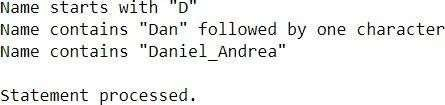 Name starts with "D"
Name contains "Dan" followed by one character
Name contains "Daniel_Andrea"
Statement processed.